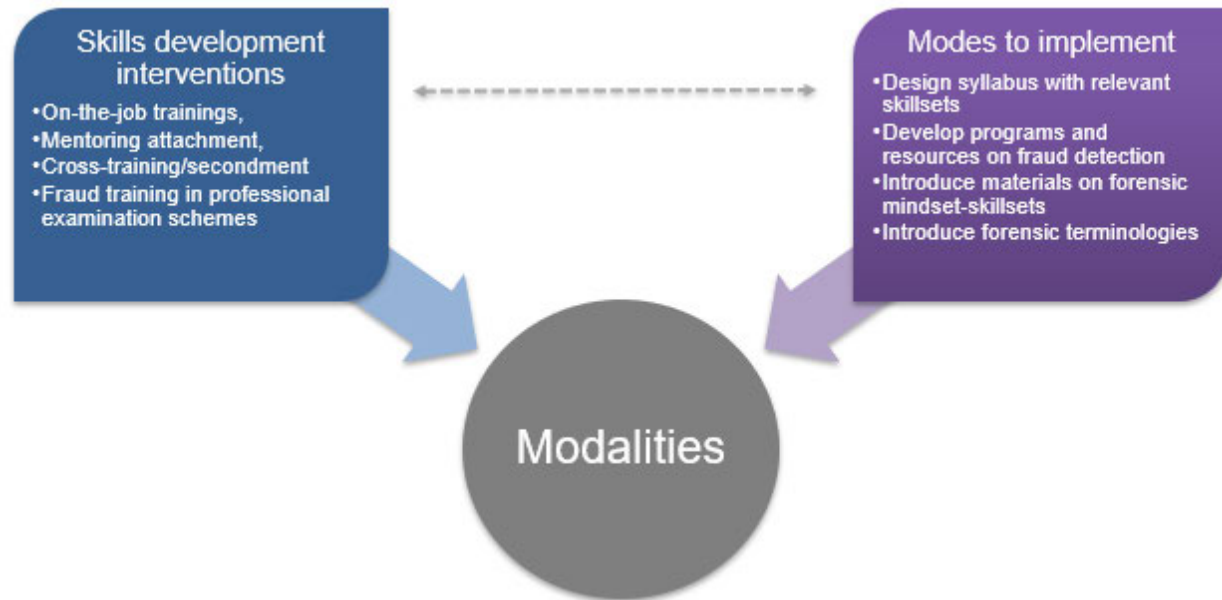 Skills development
interventions
•On-the-job trainings,
•Mentoring attachment,
•Cross-training/secondment
•Fraud training in professional
examination schemes
Modes to implement
•Design syllabus with relevant
skillsets
•Develop programs and
resources on fraud detection
•Introduce materials on forensic
mindset-skillsets
•Introduce forensic terminologies
Modalities